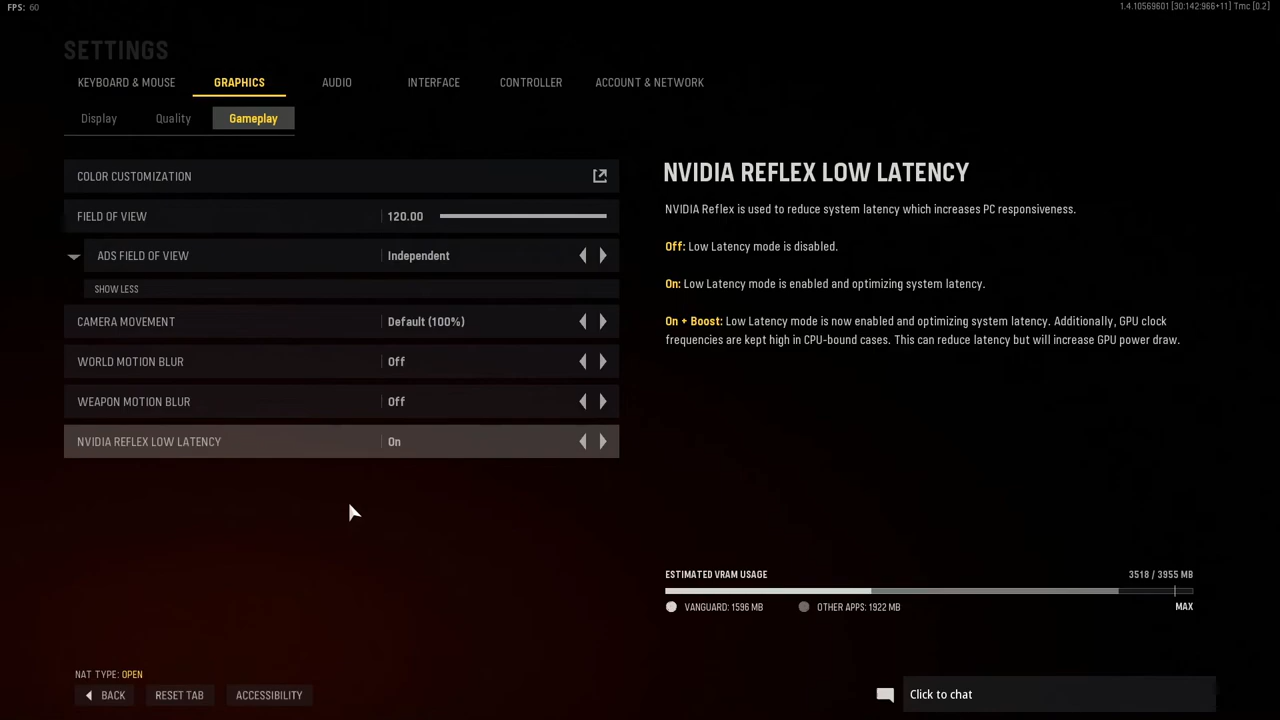 FPS: 60
1.4.10569601 [30:142:966+11] Tmc [0.2]
SETTINGS
KEYBOARD & MOUSE GRAPHICS AUDIO INTERFACE CONTROLLER ACCOUNT & NETWORK
Display Quality Gameplay
COLOR CUSTOMIZATION
FIELD OF VIEW 120.00
ADS FIELD OF VIEW Independent
SHOW LESS
CAMERA MOVEMENT Default (100%)
WORLD MOTION BLUR Off
WEAPON MOTION BLUR Off
NVIDIA REFLEX LOW LATENCY On
NVIDIA REFLEX LOW LATENCY
NVIDIA Reflex is used to reduce system latency which increases PC responsiveness.
Off: Low Latency mode is disabled.
On: Low Latency mode is enabled and optimizing system latency.
On + Boost: Low Latency mode is now enabled and optimizing system latency. Additionally, GPU clock
frequencies are kept high in CPU-bound cases. This can reduce latency but will increase GPU power draw.
ESTIMATED VRAM USAGE 3518 / 3955 MB
VANGUARD: 1596 MB OTHER APPS: 1922 MB MAX
NAT TYPE: OPEN
BACK RESET TAB ACCESSIBILITY
Click to chat